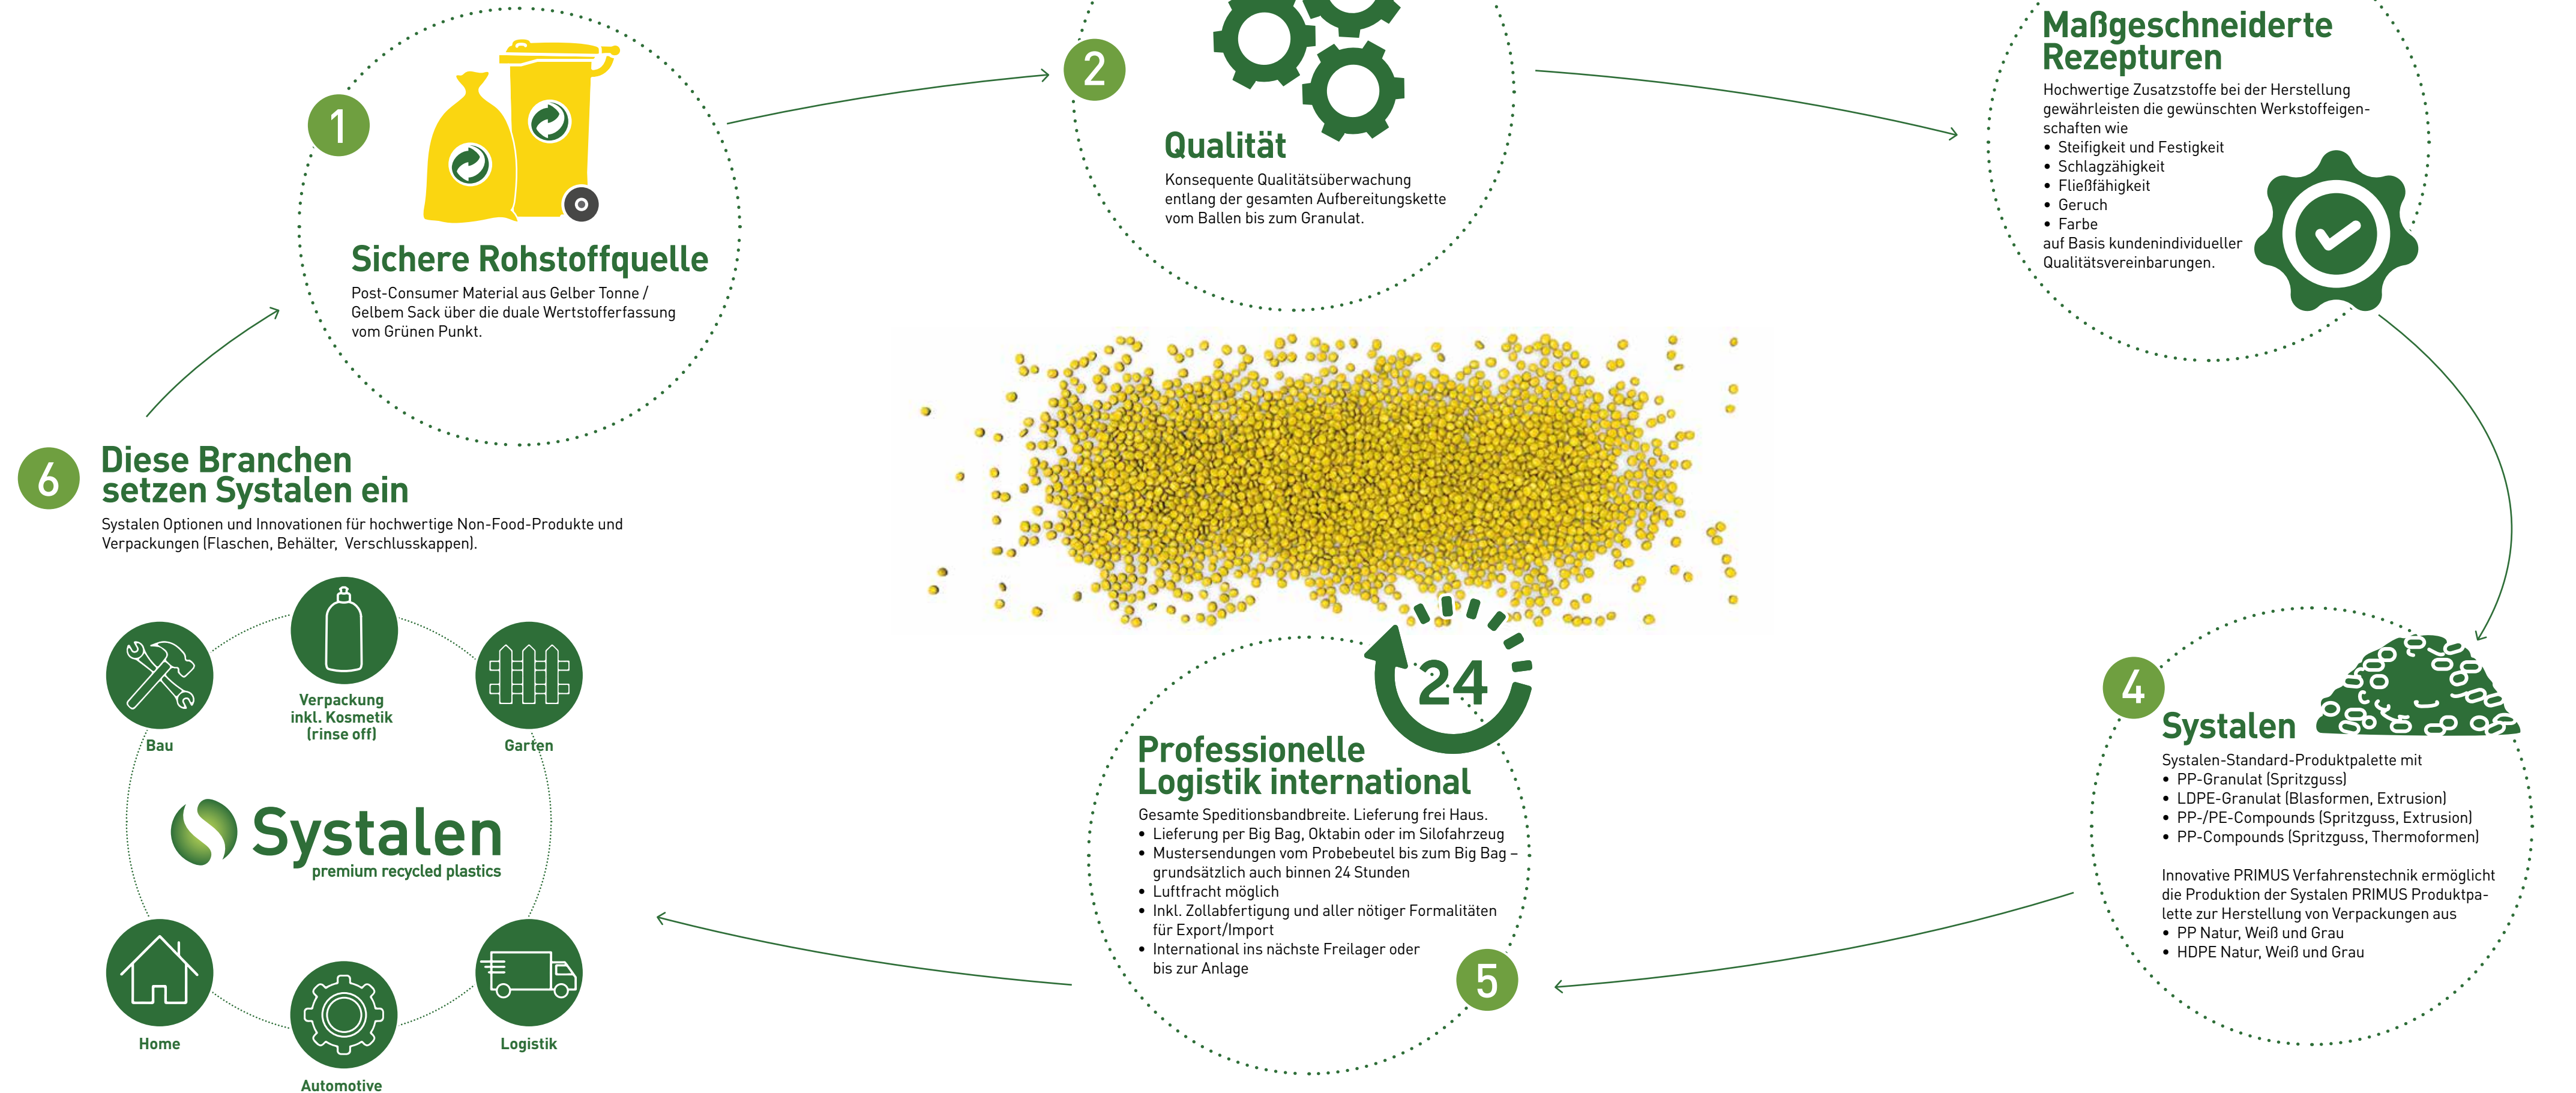 1
Sichere Rohstoffquelle
Post-Consumer Material aus Gelber Tonne /
Gelbem Sack über die duale Wertstofferfassung
vom Grünen Punkt.
2
Qualität
Konsequente Qualitätsüberwachung
entlang der gesamten Aufbereitungskette
vom Ballen bis zum Granulat.
Maßgeschneiderte
Rezepturen
Hochwertige Zusatzstoffe bei der Herstellung
gewährleisten die gewünschten Werkstoffeigen-
schaften wie
• Steifigkeit und Festigkeit
• Schlagzähigkeit
• Fließfähigkeit
• Geruch
• Farbe
auf Basis kundenindividueller
Qualitätsvereinbarungen.
4
Systalen
Systalen-Standard-Produktpalette mit
• PP-Granulat (Spritzguss)
• LDPE-Granulat (Blasformen, Extrusion)
• PP-/PE-Compounds (Spritzguss, Extrusion)
• PP-Compounds (Spritzguss, Thermoformen)
Innovative PRIMUS Verfahrenstechnik ermöglicht
die Produktion der Systalen PRIMUS Produktpa-
lette zur Herstellung von Verpackungen aus
• PP Natur, Weiß und Grau
• HDPE Natur, Weiß und Grau
24
Professionelle
Logistik international
Gesamte Speditionsbandbreite. Lieferung frei Haus.
• Lieferung per Big Bag, Oktabin oder im Silofahrzeug
• Mustersendungen vom Probebeutel bis zum Big Bag –
grundsätzlich auch binnen 24 Stunden
• Luftfracht möglich
• Inkl. Zollabfertigung und aller nötiger Formalitäten
für Export/Import
• International ins nächste Freilager oder
bis zur Anlage
5
6
Diese Branchen
setzen Systalen ein
Systalen Optionen und Innovationen für hochwertige Non-Food-Produkte und
Verpackungen (Flaschen, Behälter, Verschlusskappen).
Verpackung
inkl. Kosmetik
(rinse off)
Bau
Garten
Systalen
premium recycled plastics
Home
Logistik
Automotive